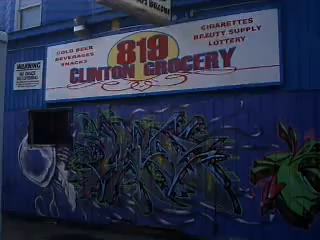 COLD BEER
BEVERAGES
SNACKS
819
CLINTON GROCERY
CIGARETTES
BEAUTY SUPPLY
LOTTERY
WARNING